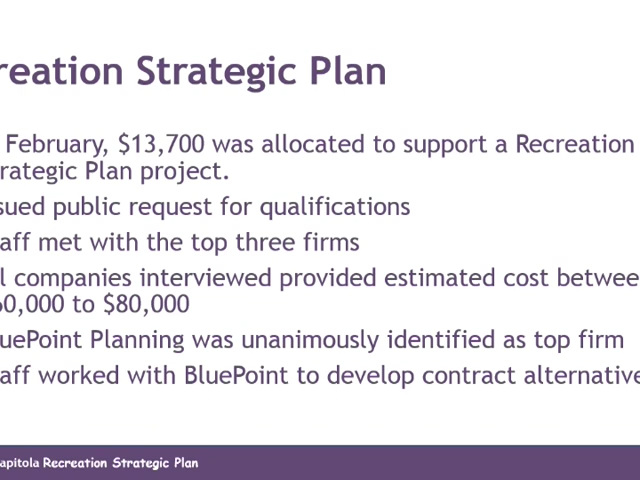 reation Strategic Plan
February, $13,700 was allocated to support a Recreation
rategic Plan project.
sued public request for qualifications
aff met with the top three firms
l companies interviewed provided estimated cost betwee
60,000 to $80,000
uePoint Planning was unanimously identified as top firm
aff worked with BluePoint to develop contract alternative
apitola Recreation Strategic Plan